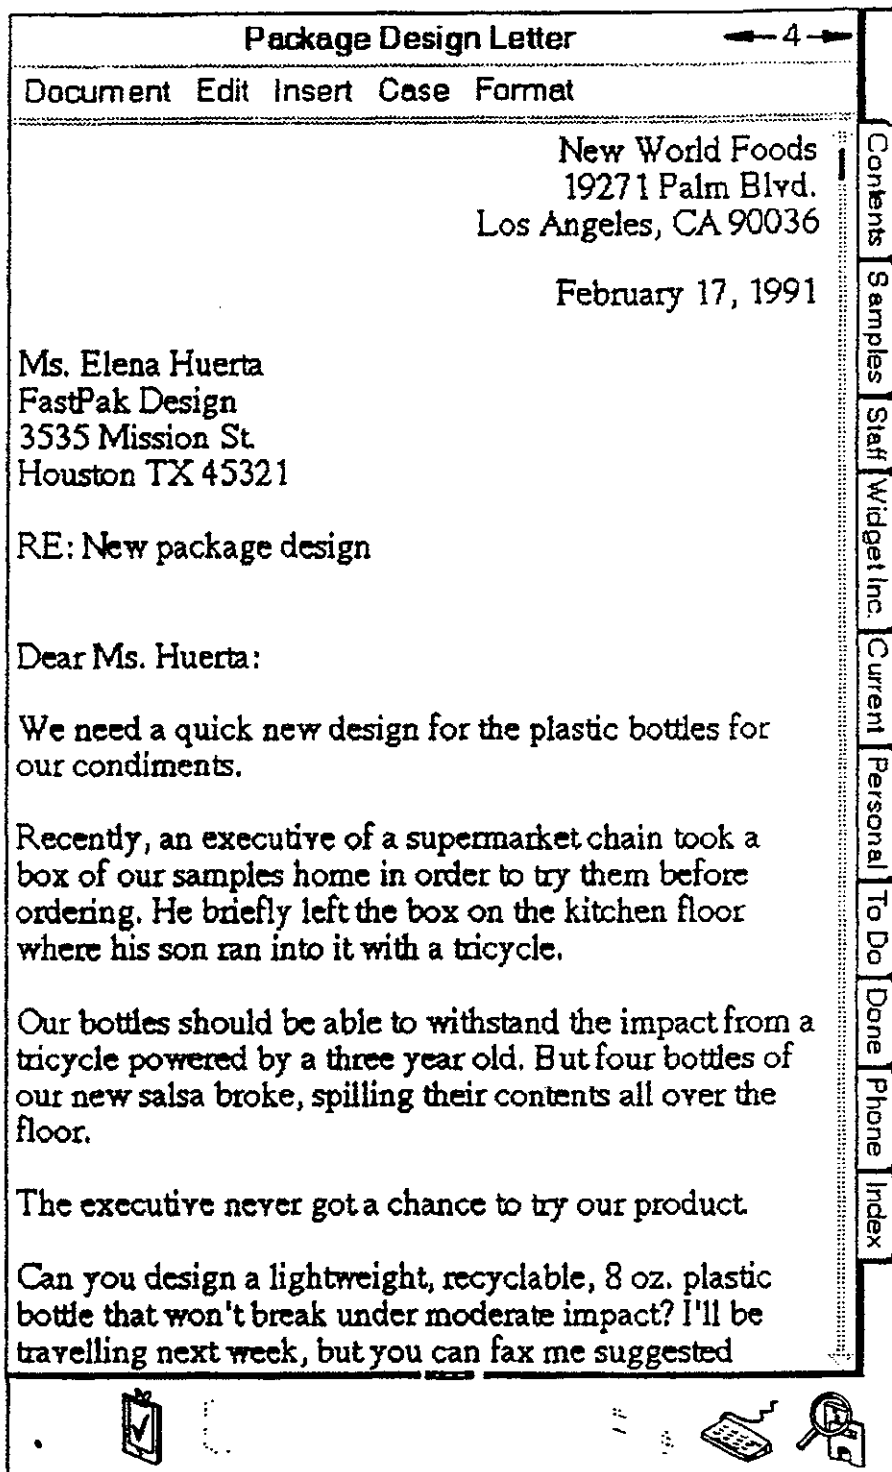 Package Design Letter
4
Document Edit Insert Case Format
New World Foods
19271 Palm Blvd.
Los Angeles, CA 90036
February 17, 1991
Ms. Elena Huerta
FastPak Design
3535 Mission St.
Houston TX 45321
RE: New package design
Dear Ms. Huerta:
We need a quick new design for the plastic bottles for
our condiments.
Recently, an executive of a supermarket chain took a
box of our samples home in order to try them before
ordering. He briefly left the box on the kitchen floor
where his son ran into it with a tricycle.
Our bottles should be able to withstand the impact from a
tricycle powered by a three year old. But four bottles of
our new salsa broke, spilling their contents all over the
floor.
The executive never got a chance to try our product.
Can you design a lightweight, recyclable, 8 oz. plastic
bottle that won't break under moderate impact? I'll be
travelling next week, but you can fax me suggested
Contents
Samples
Staff
Widget Inc.
Current
Personal
To Do
Done
Phone
Index